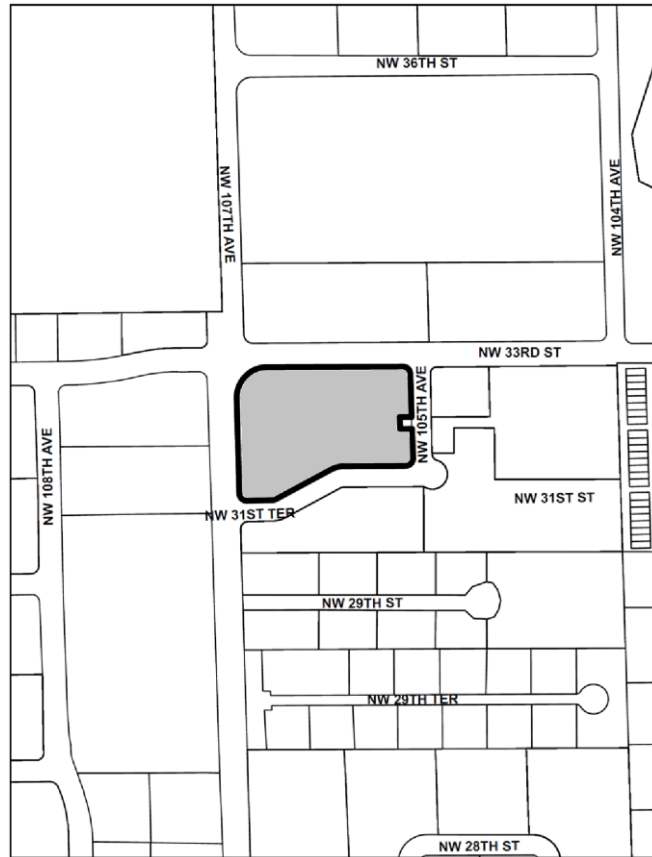 NW 36TH ST
NW 107TH AVE
NW 104TH AVE
NW 33RD ST
NW 105TH AVE
NW 108TH AVE
NW 31ST ST
NW 31ST TER
NW 29TH ST
NW 29TH TER
NW 28TH ST